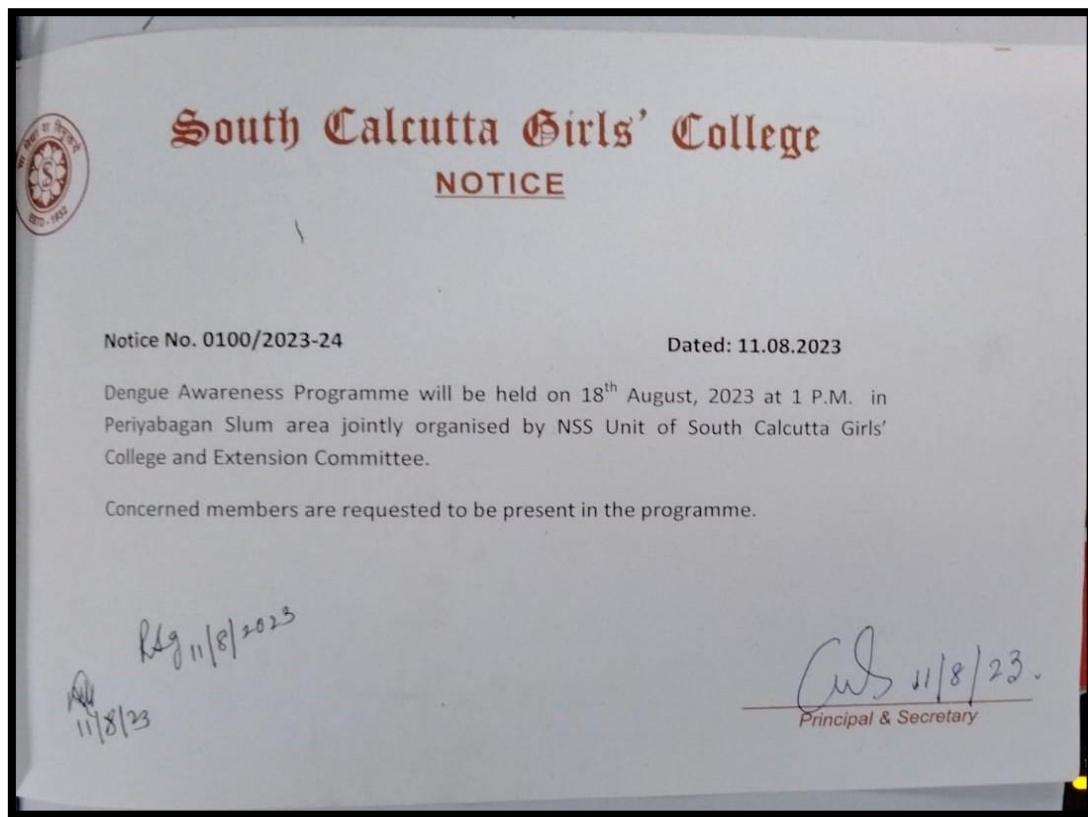 South Calcutta Girls' College
NOTICE
ESTD - 1932
S
Notice No. 0100/2023-24
Dated: 11.08.2023
Dengue Awareness Programme will be held on 18th August, 2023 at 1 P.M. in
Periyabagan Slum area jointly organised by NSS Unit of South Calcutta Girls'
College and Extension Committee.
Concerned members are requested to be present in the programme.
11/8/2023
11/8/23
11/8/23.
Principal & Secretary